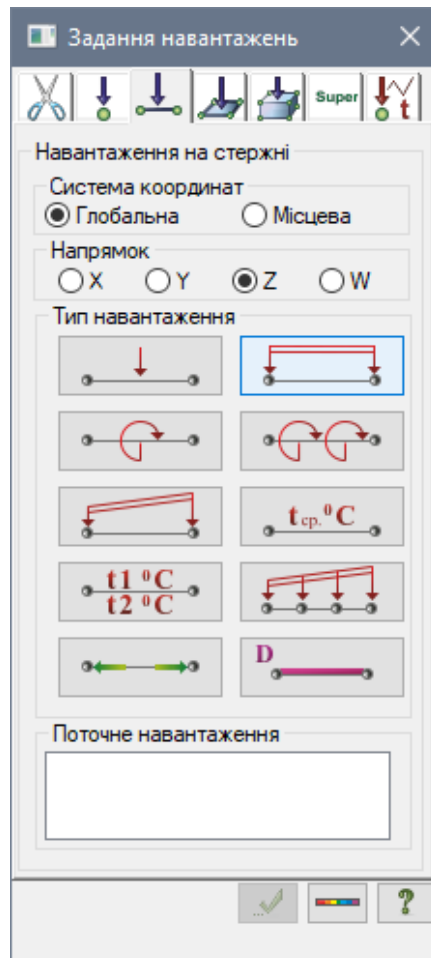 Задання навантажень
Super t
Навантаження на стержні
Система координат
Глобальна Місцева
Напрямок
X Y Z W
Тип навантаження
t ср. ⁰C
t1 ⁰C
t2 ⁰C
D
Поточне навантаження
?